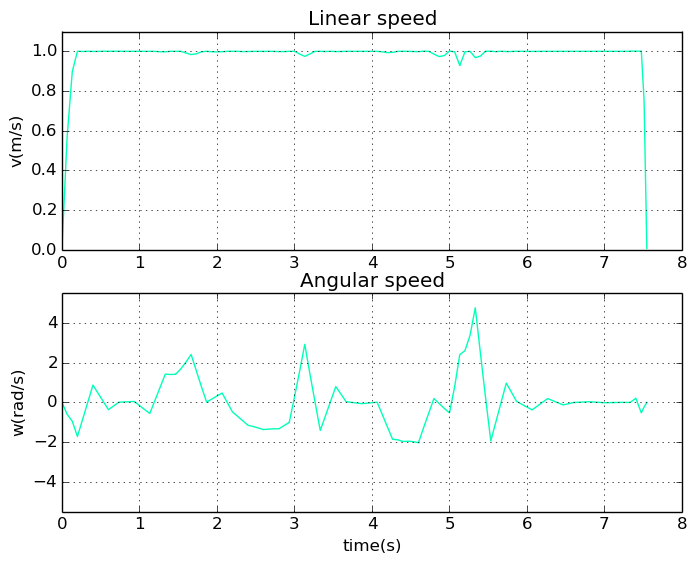 Linear speed
1.0
0.8
0.6
0.4
0.2
0.0
v(m/s)
0 1 2 3 4 5 6 7 8
Angular speed
4
2
0
−2
−4
w(rad/s)
0 1 2 3 4 5 6 7 8
time(s)